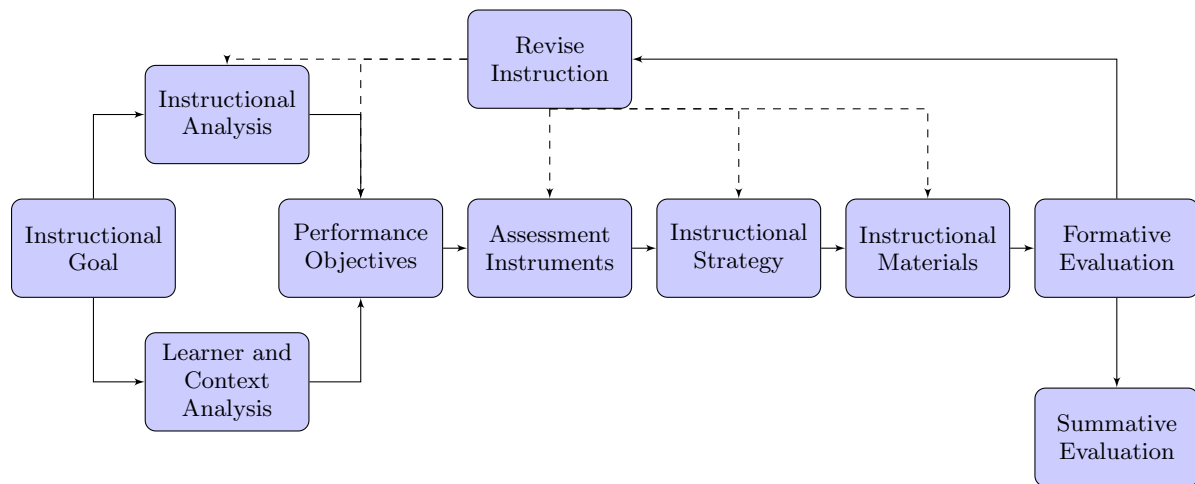 Revise
Instruction
Instructional
Analysis
Instructional
Goal
Performance
Objectives
Assessment
Instruments
Instructional
Strategy
Instructional
Materials
Formative
Evaluation
Learner and
Context
Analysis
Summative
Evaluation